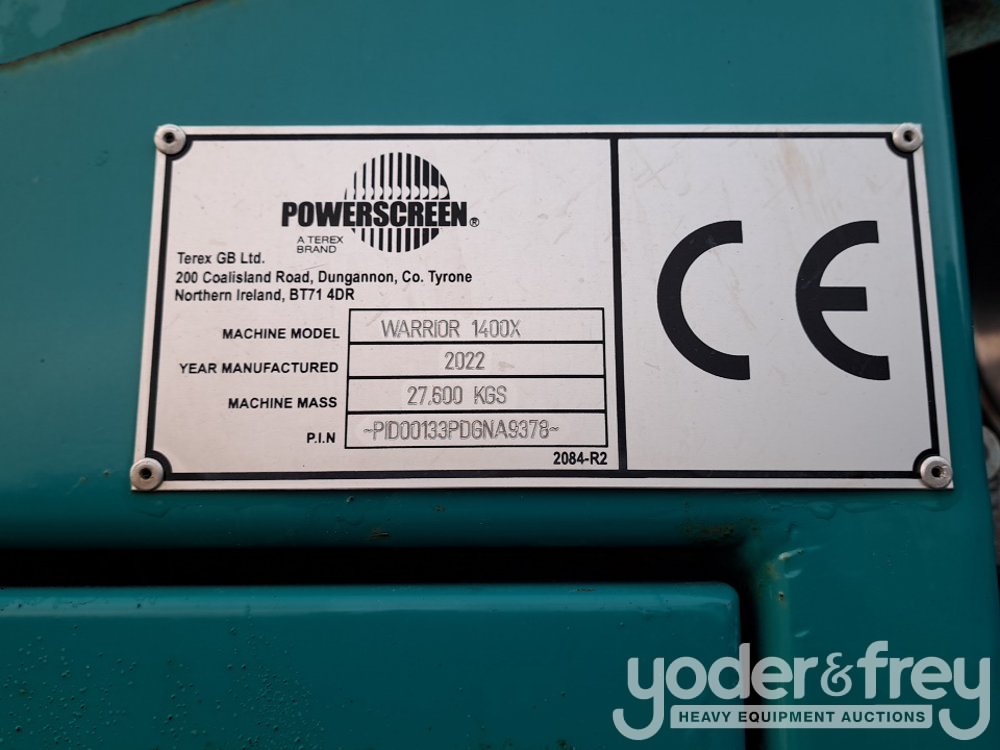 POWERSCREEN®
A TEREX
BRAND
Terex GB Ltd.
200 Coalisland Road, Dungannon, Co. Tyrone
Northern Ireland, BT71 4DR
MACHINE MODEL WARRIOR 1400X
YEAR MANUFACTURED 2022
MACHINE MASS 27.600 KGS
P.I.N ~PID00133PDGNA9378~
2084-R2
CE
yoder&frey
HEAVY EQUIPMENT AUCTIONS